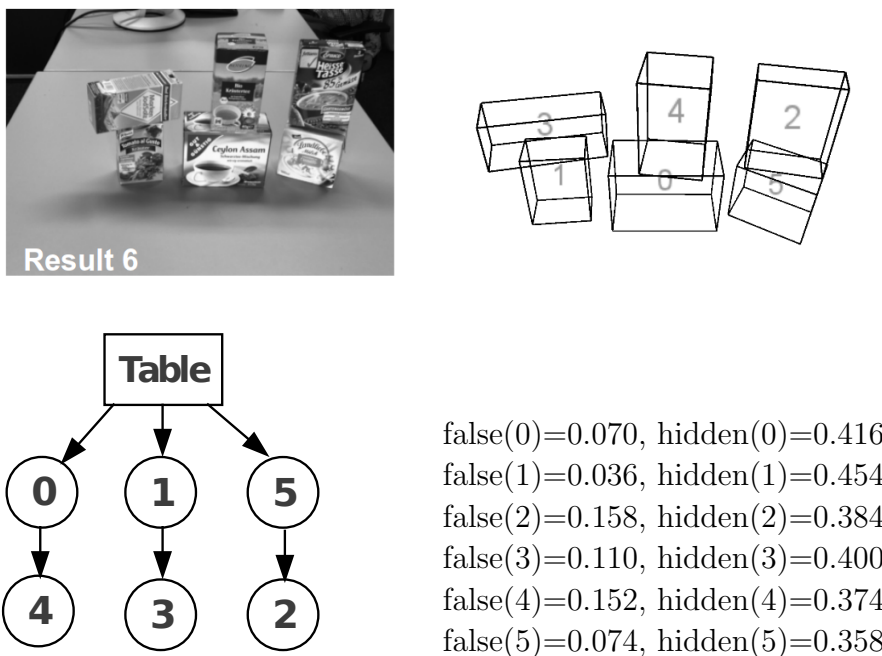 Heisse
Tasse
Ceylon Assam
Result 6
3
4
2
1
0
5
Table
0
1
5
4
3
2
false(0)=0.070, hidden(0)=0.416
false(1)=0.036, hidden(1)=0.454
false(2)=0.158, hidden(2)=0.384
false(3)=0.110, hidden(3)=0.400
false(4)=0.152, hidden(4)=0.374
false(5)=0.074, hidden(5)=0.358